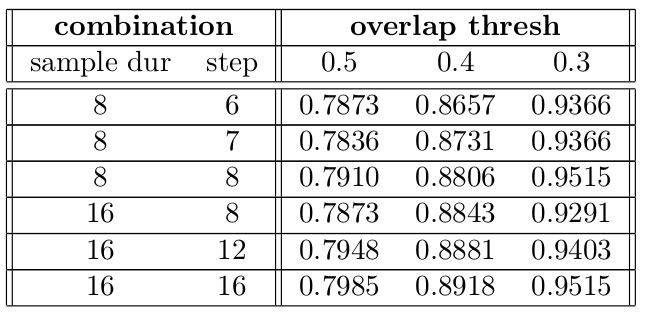 combination overlap thresh
sample dur step 0.5 0.4 0.3
8 6 0.7873 0.8657 0.9366
8 7 0.7836 0.8731 0.9366
8 8 0.7910 0.8806 0.9515
16 8 0.7873 0.8843 0.9291
16 12 0.7948 0.8881 0.9403
16 16 0.7985 0.8918 0.9515